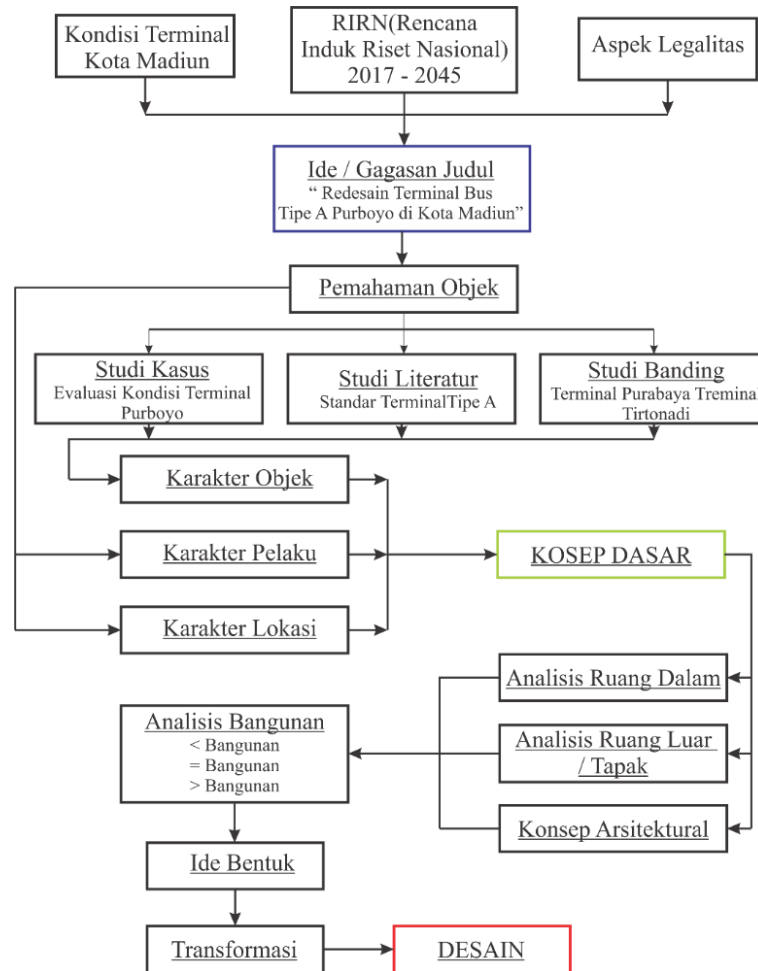 Kondisi Terminal
Kota Madiun
RIRN(Rencana
Induk Riset Nasional)
2017 - 2045
Aspek Legalitas
Ide / Gagasan Judul
“ Redesain Terminal Bus
Tipe A Purboyo di Kota Madiun”
Pemahaman Objek
Studi Kasus
Evaluasi Kondisi Terminal
Purboyo
Studi Literatur
Standar TerminalTipe A
Studi Banding
Terminal Purabaya Treminal
Tirtonadi
Karakter Objek
Karakter Pelaku
KOSEP DASAR
Karakter Lokasi
Analisis Ruang Dalam
Analisis Ruang Luar
/ Tapak
Konsep Arsitektural
Analisis Bangunan
< Bangunan
= Bangunan
> Bangunan
Ide Bentuk
Transformasi
DESAIN